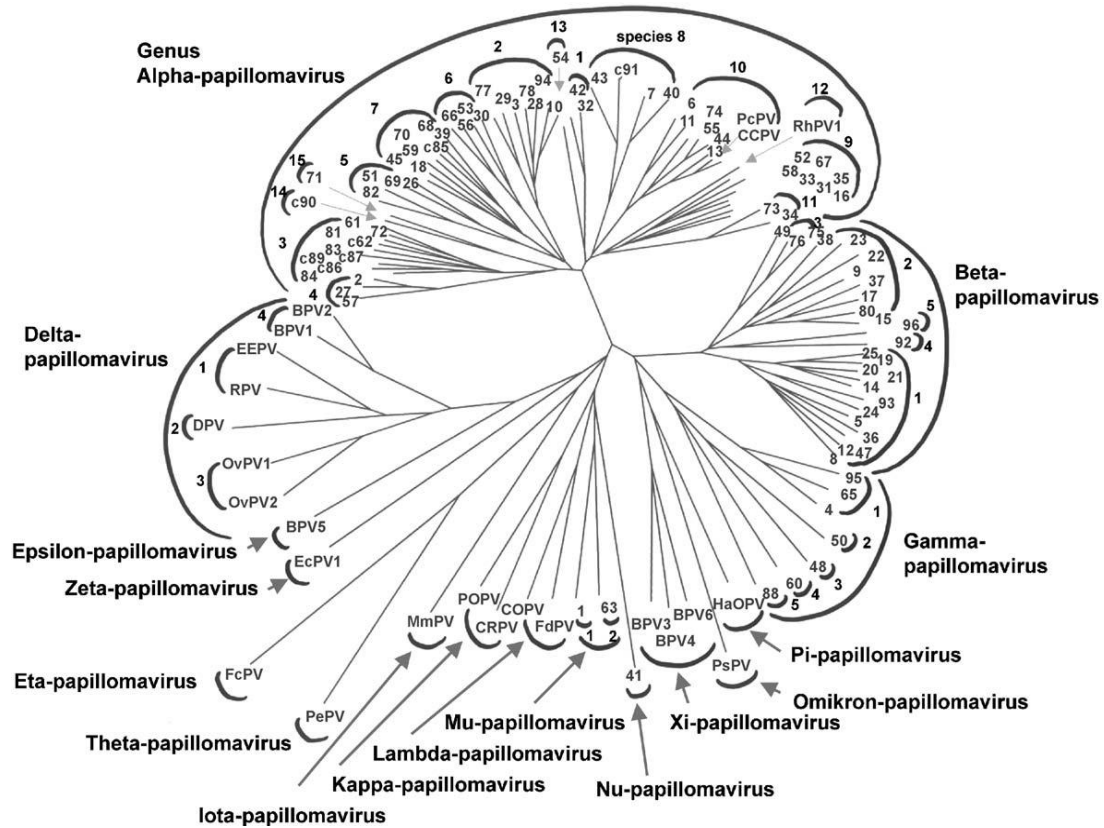 Genus
Alpha-papillomavirus
13
54
2
1
species 8
10
12
6
7
5
15
71
14
c90
3
4
77
94
78
29
3
28
10
42
32
43
c91
7
40
6
11
74
55
44
13
PcPV
CCPV
RhPV1
9
52
67
58
33
35
31
16
11
73
34
53
66
30
56
68
70
39
59
c85
45
18
51
69
26
82
61
81
72
c62
83
c87
c89
c86
84
2
27
57
Beta-
papillomavirus
3
49
75
76
38
23
22
2
9
37
17
80
15
5
96
92
4
25
19
20
21
14
1
93
24
5
36
12
47
8
Gamma-
papillomavirus
95
65
4
1
50
2
48
3
60
4
88
5
Delta-
papillomavirus
4
BPV2
BPV1
1
EEPV
RPV
2
DPV
3
OvPV1
OvPV2
BPV5
Epsilon-papillomavirus
EcPV1
Zeta-papillomavirus
FcPV
Eta-papillomavirus
PePV
Theta-papillomavirus
MmPV
Iota-papillomavirus
POPV
CRPV
Kappa-papillomavirus
COPV
FdPV
Lambda-papillomavirus
1
63
1
2
Mu-papillomavirus
41
Nu-papillomavirus
BPV3
BPV6
BPV4
Xi-papillomavirus
PsPV
Omikron-papillomavirus
HaOPV
Pi-papillomavirus